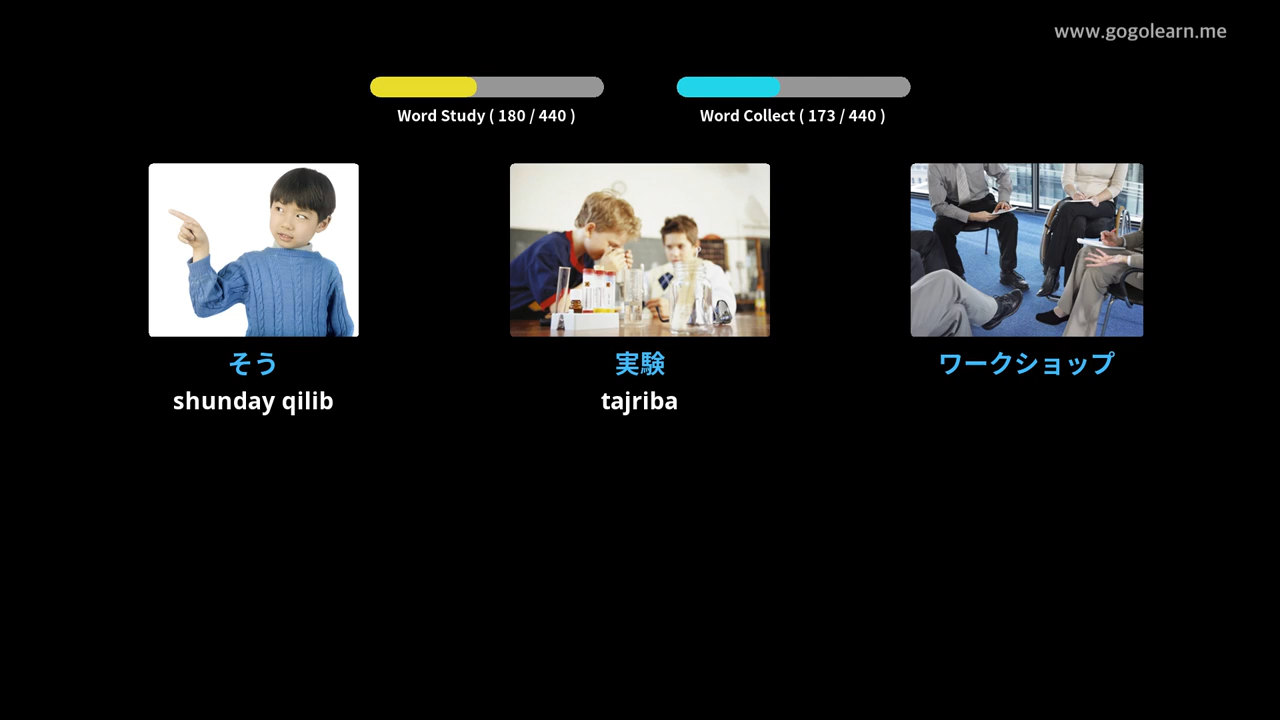 www.gogolearn.me
Word Study ( 180 / 440 )
Word Collect ( 173 / 440 )
そう
shunday qilib
実験
tajriba
ワークショップ